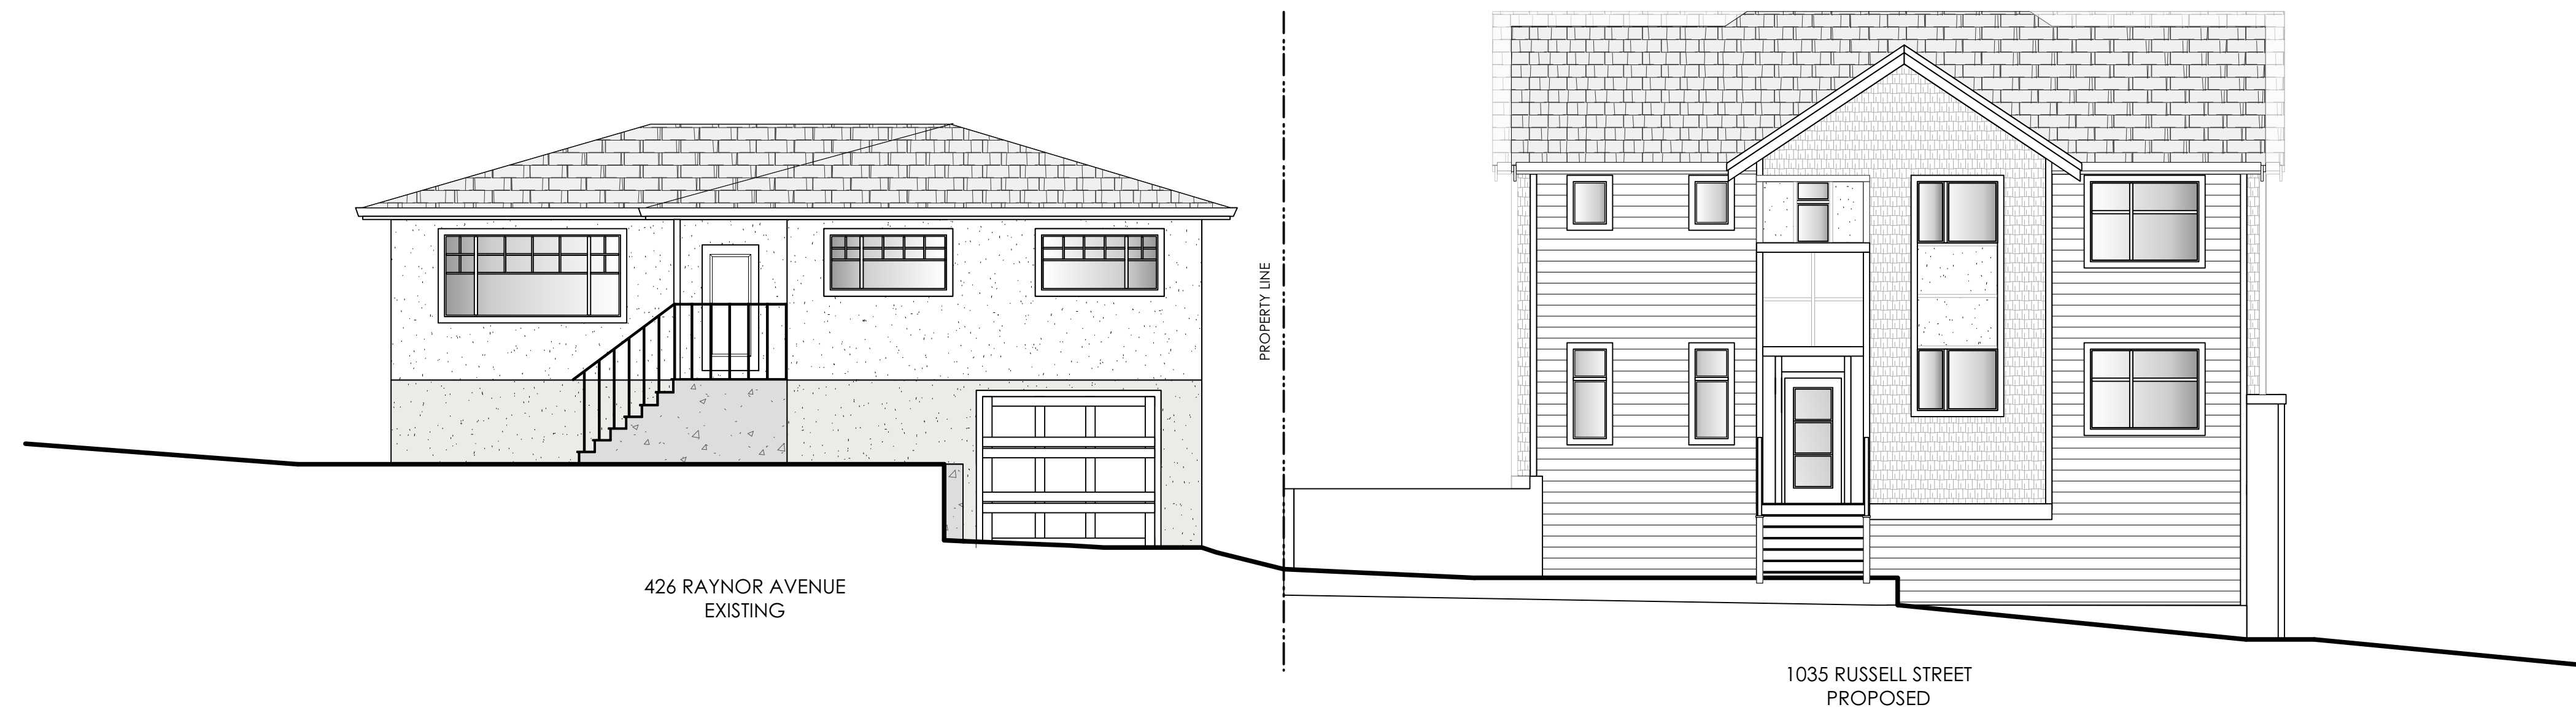 426 RAYNOR AVENUE
EXISTING
PROPERTY LINE
1035 RUSSELL STREET
PROPOSED